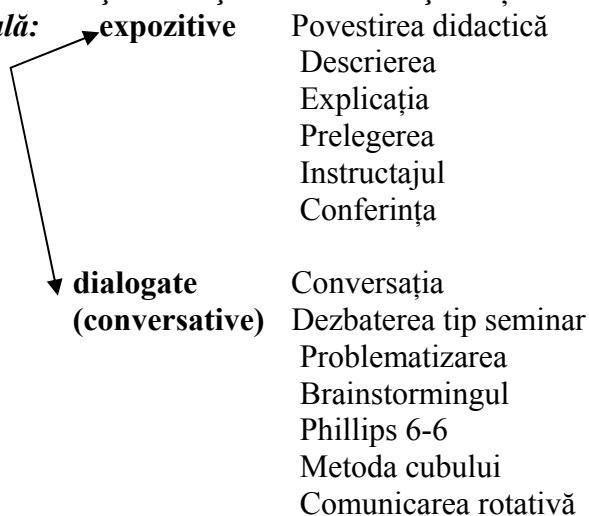 ală: expozitive Povestirea didactică
Descrierea
Explicația
Prelegerea
Instructajul
Conferința
dialogate Conversația
(conversative) Dezbaterea tip seminar
Problematizarea
Brainstormingul
Phillips 6-6
Metoda cubului
Comunicarea rotativă